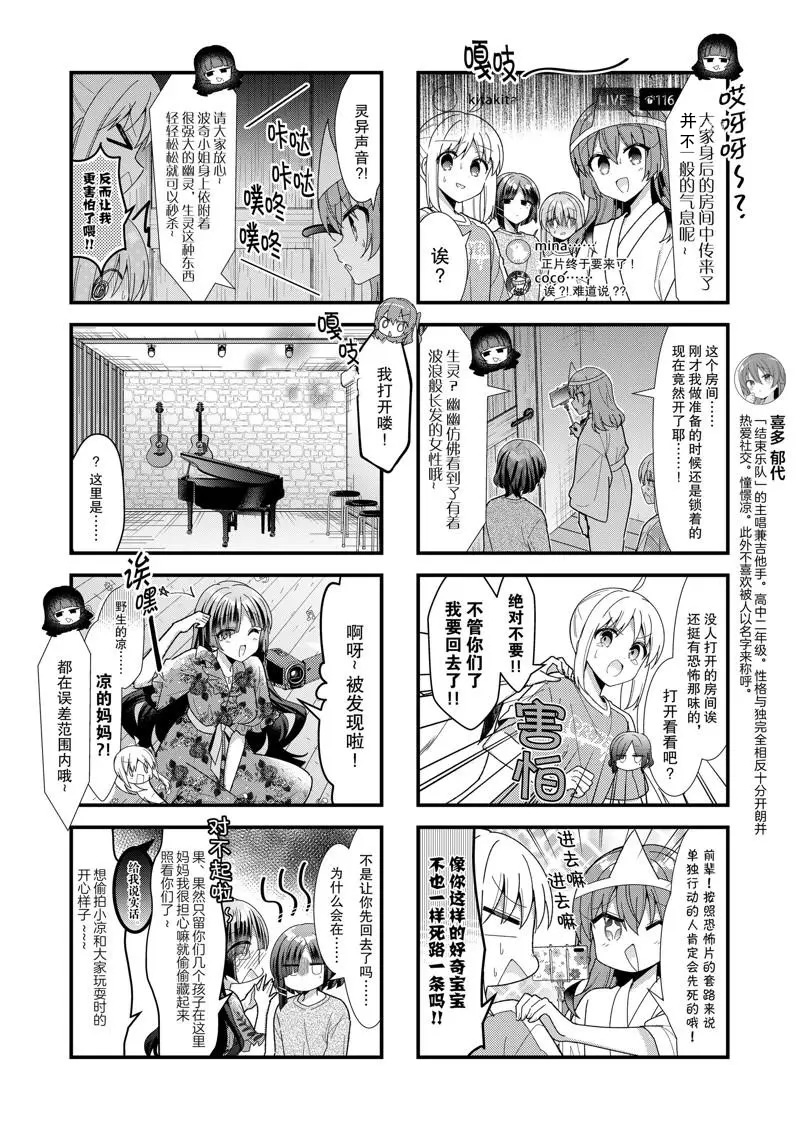 嘎吱
哎呀呀～？
大家身后的房间中传来了
并不一般的气息呢~
kitakita
LIVE
116
诶？
mina……
正片终于要来了！
coco……
诶？！难道说？？
这个房间……
刚才我做准备的时候还是锁着的
现在竟然开了耶……！
生灵？幽幽仿佛看到了有着
波浪般长发的女性哦~
没人打开的房间诶
还挺有恐怖那味的，
打开看看吧？
绝对不要！
不管你们了
我要回去了！！
害怕
前辈！按照恐怖片的套路来说
单独行动的人肯定会先死的哦！
进去嘛
进去嘛
像你这样的好奇宝宝
不也一样死路一条吗！！
灵异声音？！
咔哒
咔哒
噗咚
噗咚
请大家放心~
波奇小姐身上依附着
很强大的幽灵，生灵这种东西
轻轻松松就可以秒杀~
反而让我
更害怕了喂！！
嘎吱
我打开喽！
？这里是……
啊呀~被发现啦！
诶嘿
野生的凉……
凉的妈妈？！
都在误差范围内哦~
不是让你先回去了吗……
为什么会在……
对不起啦~
果、果然只留你们几个孩子在这里
妈妈我很担心嘛就偷偷藏起来
照看你们了~
给我说实话
想偷拍小凉和大家玩耍时的
开心样子~~~
喜多 郁代
「结束乐队」的主唱兼吉他手。高中二年级。性格与独完全相反十分开朗并
热爱社交。憧憬凉。此外不喜欢被人以名字来称呼。